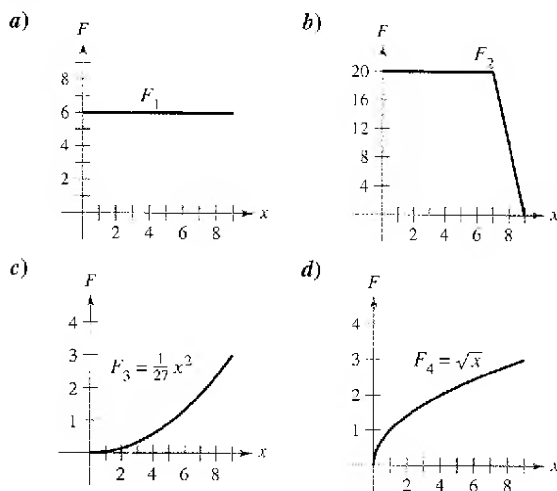 a)
F
8
6
4
2
F₁
2 4 6 8 x
b)
F
20
16
12
8
4
F₂
2 4 6 8 x
c)
F
4
3
2
1
F₃ = 1/27 x²
2 4 6 8 x
d)
F
4
3
2
1
F₄ = √x
2 4 6 8 x